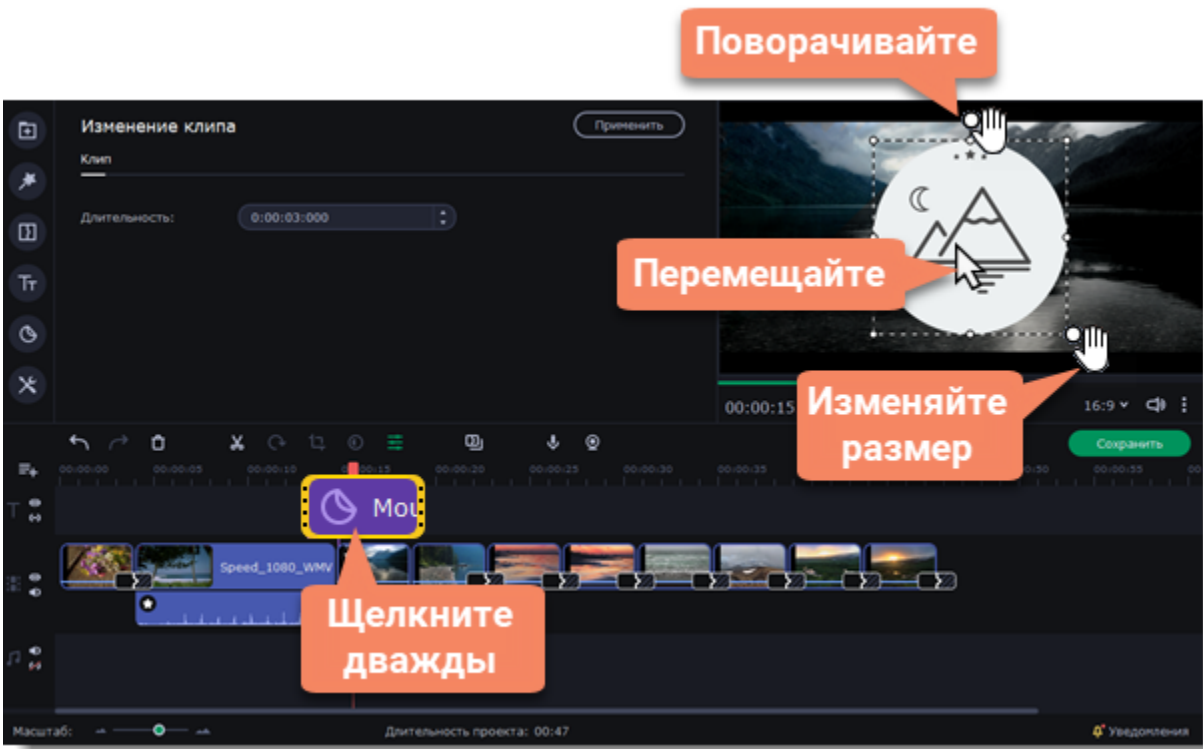 Поворачивайте
Изменение клипа
Применить
Клип
Длительность:
0:00:03:000
Перемещайте
Изменяйте
размер
00:00:15
16:9
Сохранить
00:00:00 00:00:05 00:00:10 00:00:20 00:00:25 00:00:30 00:00:35 00:00:55
Mou
Speed_1080_WMV
Щелкните
дважды
Масштаб:
Длительность проекта: 00:47
Уведомления